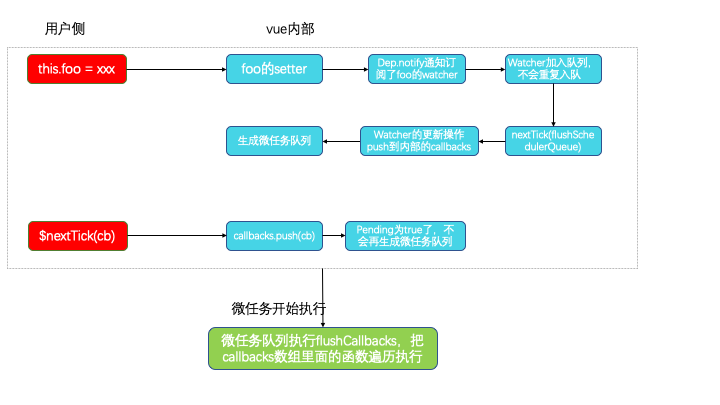 用户侧
vue内部
this.foo = xxx
foo的setter
Dep.notify通知订
阅了foo的watcher
Watcher加入队列，
不会重复入队
生成微任务队列
Watcher的更新操作
push到内部的callbacks
nextTick(flushSche
dulerQueue)
$nextTick(cb)
callbacks.push(cb)
Pending为true了，不
会再生成微任务队列
微任务开始执行
微任务队列执行flushCallbacks，把
callbacks数组里面的函数遍历执行